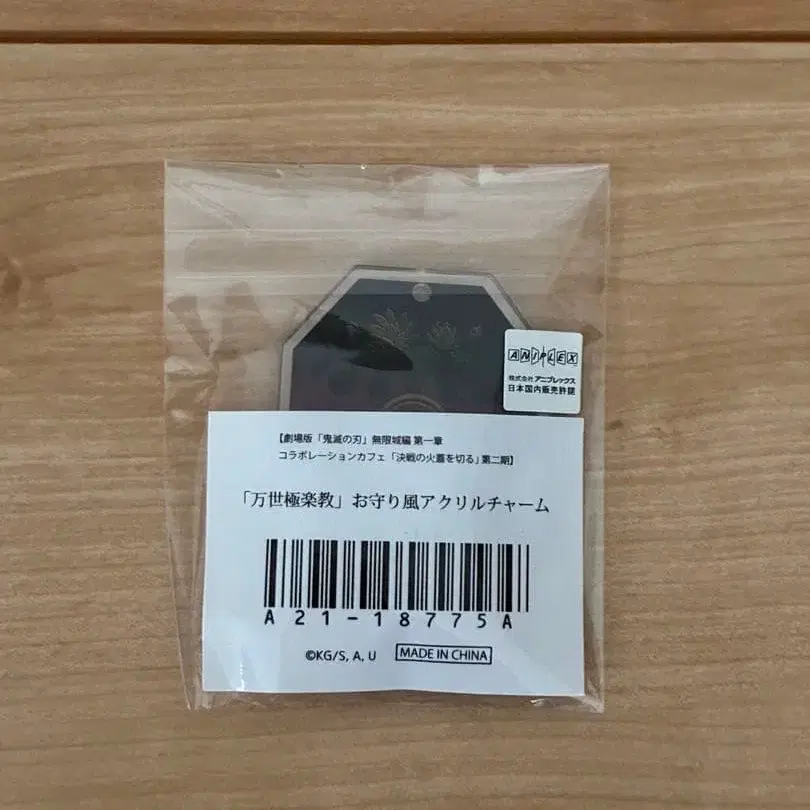 ANIPLEX
株式会社 アニプレックス
日本国内販売許諾
【劇場版「鬼滅の刃」無限城編 第一章
コラボレーションカフェ「決戦の火蓋を切る」第二期】
「万世極楽教」お守り風アクリルチャーム
A21-18775A
©KG/S, A, U
MADE IN CHINA